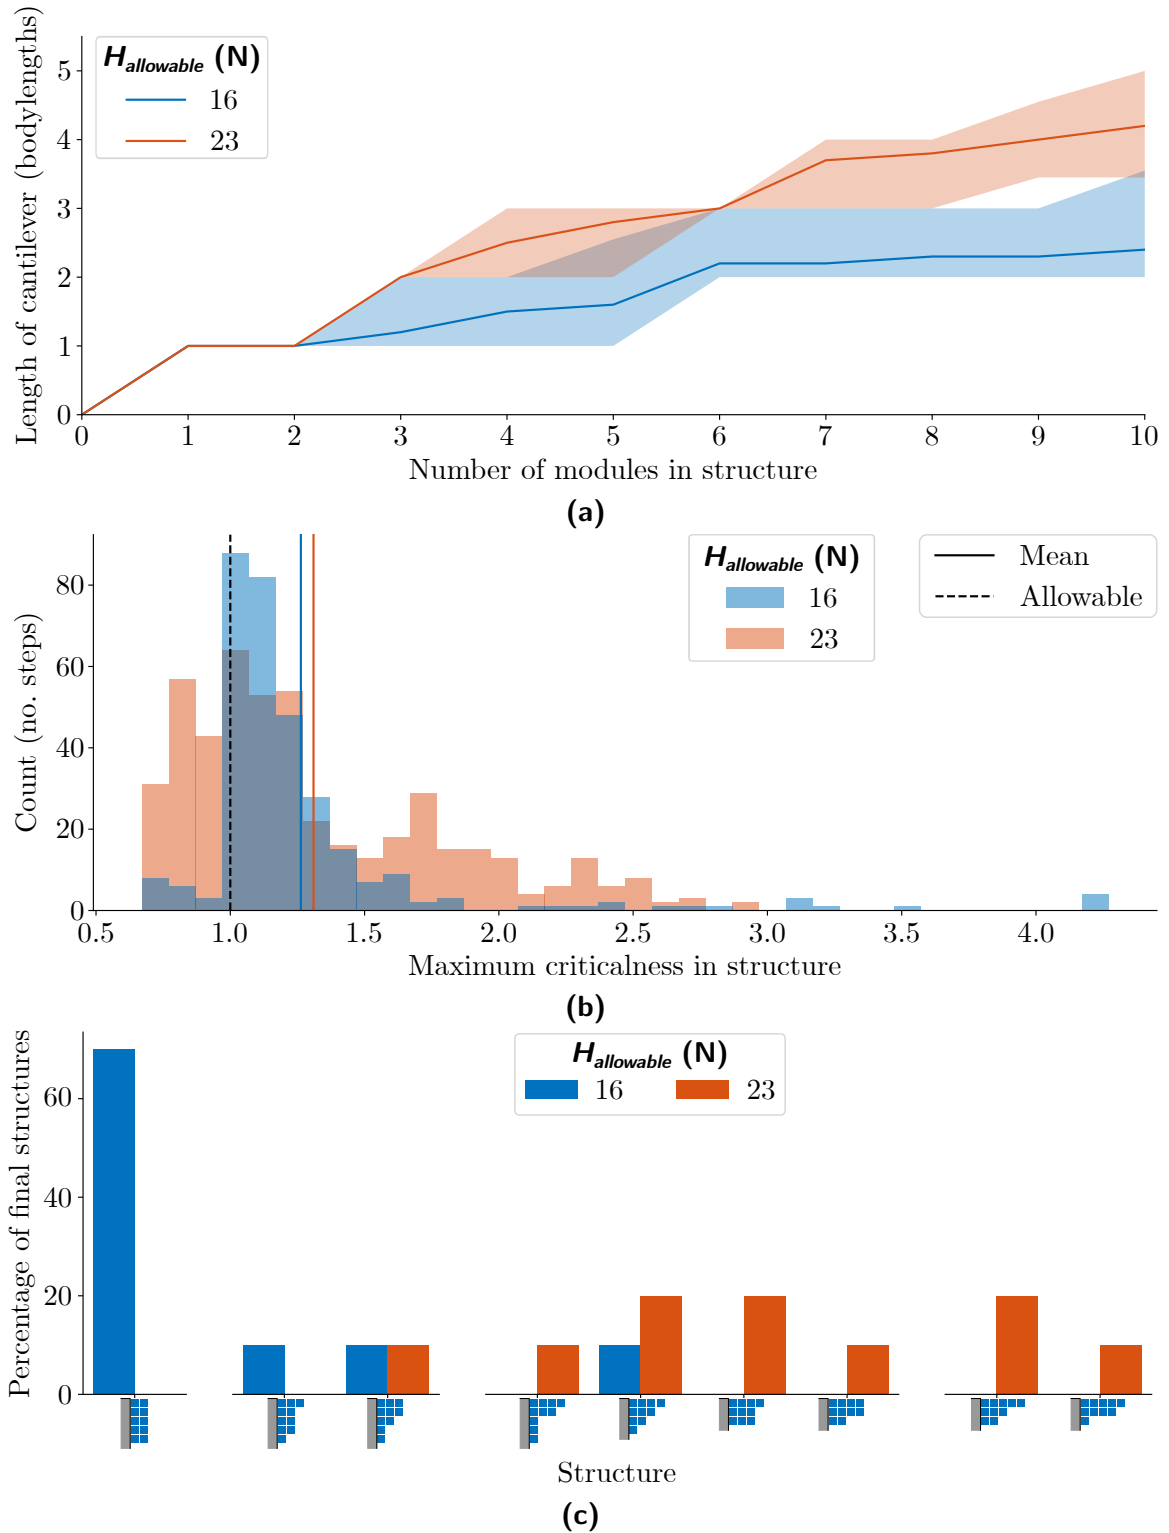 H_allowable (N)
16
23
Length of cantilever (bodylengths)
5
4
3
2
1
0
0 1 2 3 4 5 6 7 8 9 10
Number of modules in structure
(a)
H_allowable (N)
16
23
Mean
Allowable
Count (no. steps)
80
60
40
20
0
0.5 1.0 1.5 2.0 2.5 3.0 3.5 4.0
Maximum criticalness in structure
(b)
H_allowable (N)
16 23
Percentage of final structures
60
40
20
0
Structure
(c)